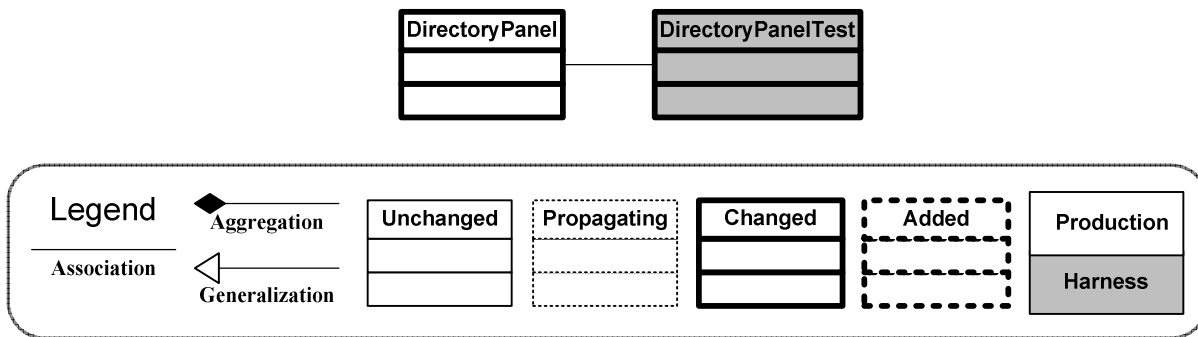 DirectoryPanel
DirectoryPanelTest
Legend
Association
Aggregation
Generalization
Unchanged
Propagating
Changed
Added
Production
Harness